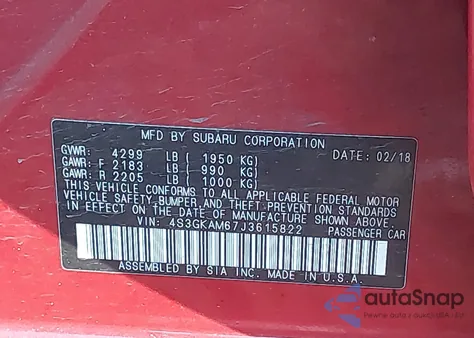 MFD BY SUBARU CORPORATION
GVWR: 4299 LB ( 1950 KG) DATE: 02/18
GAWR: F 2183 LB ( 990 KG)
GAWR: R 2205 LB ( 1000 KG)
THIS VEHICLE CONFORMS TO ALL APPLICABLE FEDERAL MOTOR
VEHICLE SAFETY, BUMPER, AND THEFT PREVENTION STANDARDS
IN EFFECT ON THE DATE OF MANUFACTURE SHOWN ABOVE.
VIN: 4S3GKAM67J3615822 PASSENGER CAR
ASSEMBLED BY SIA INC. MADE IN U.S.A
autoSnap